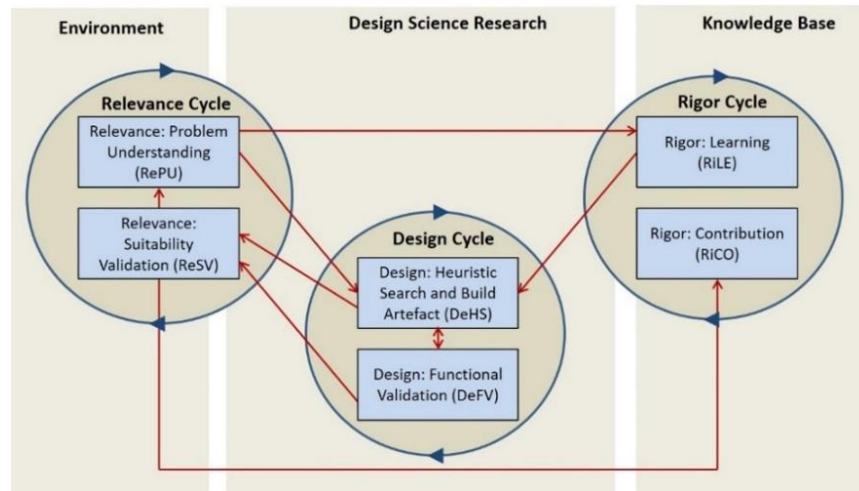 Environment
Design Science Research
Knowledge Base
Relevance Cycle
Relevance: Problem
Understanding
(RePU)
Relevance:
Suitability
Validation (ReSV)
Design Cycle
Design: Heuristic
Search and Build
Artefact (DeHS)
Design: Functional
Validation (DeFV)
Rigor Cycle
Rigor: Learning
(RiLE)
Rigor: Contribution
(RiCO)